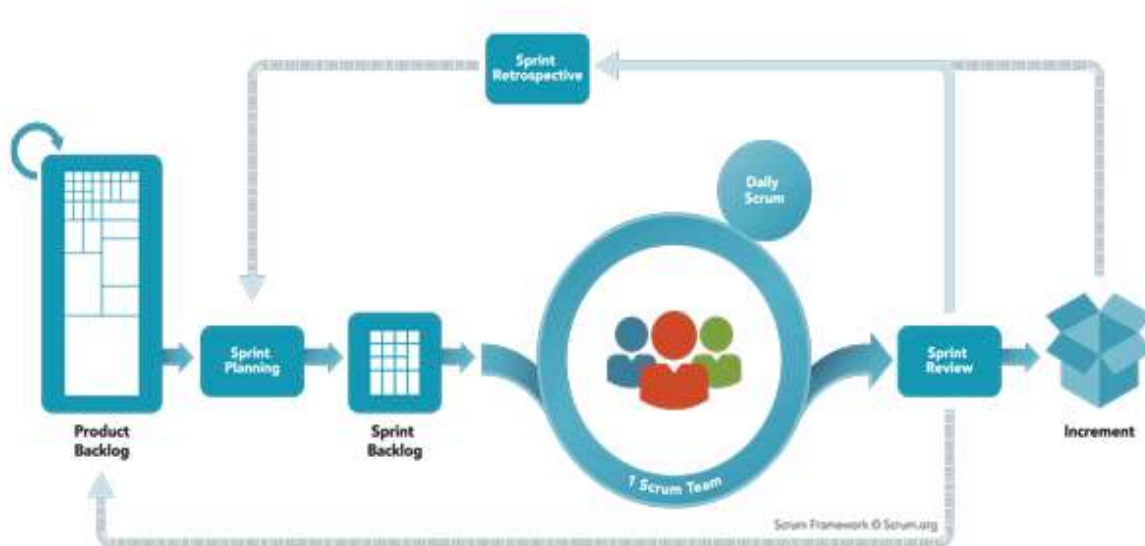 Sprint
Retrospective
Daily
Scrum
Sprint
Planning
Sprint
Review
Product
Backlog
Sprint
Backlog
Increment
1 Scrum Team
Scrum Framework © Scrum.org